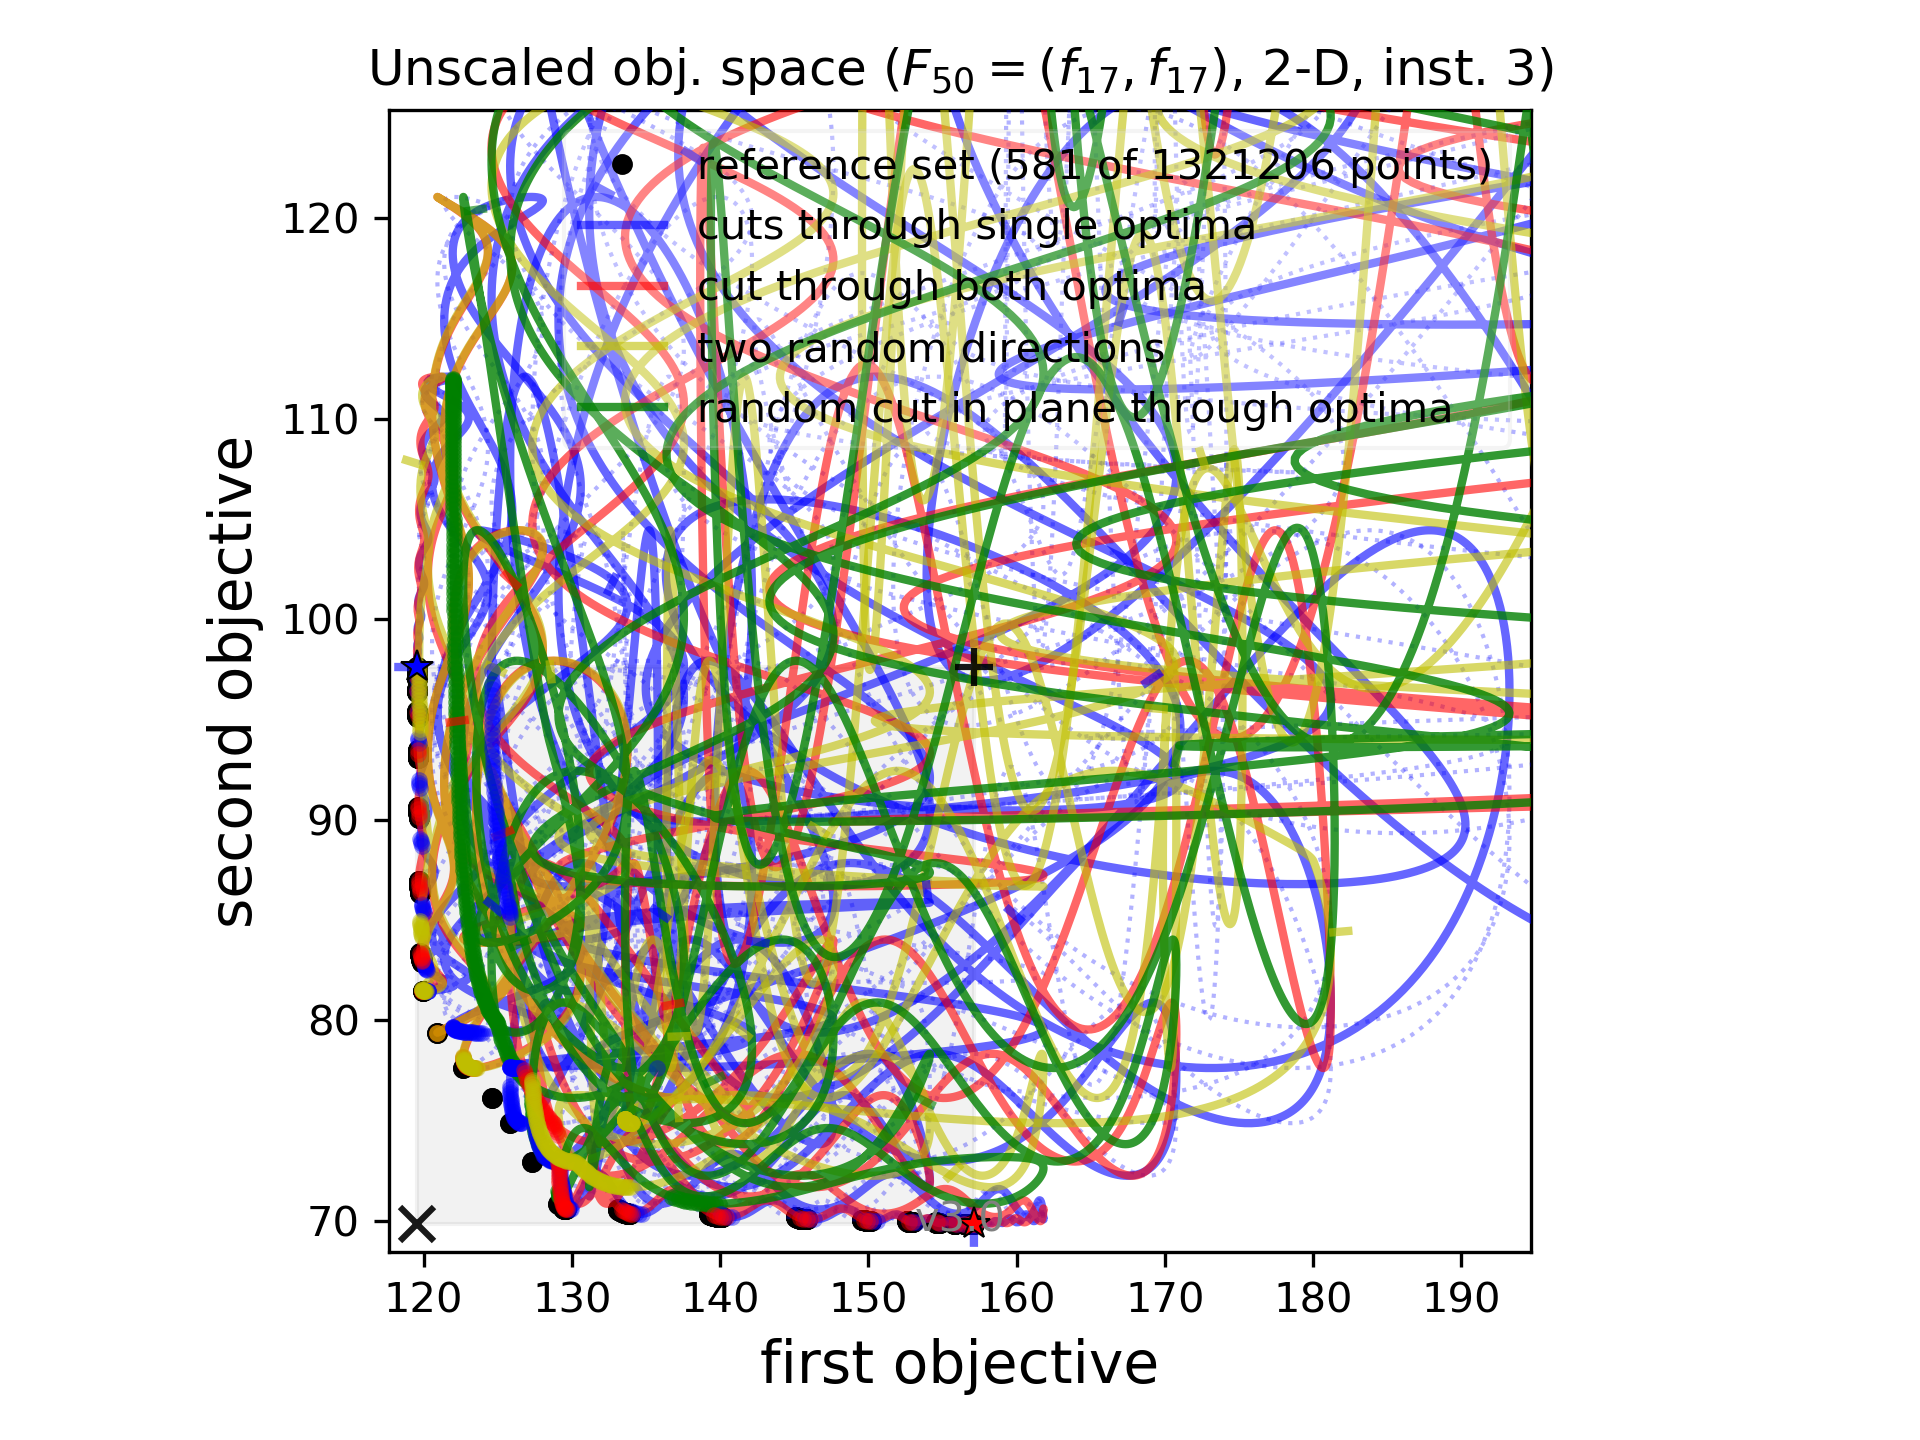 Unscaled obj. space (F₅₀ = (f₁₇, f₁₇), 2-D, inst. 3)
reference set (581 of 1321206 points)
cuts through single optima
cut through both optima
two random directions
random cut in plane through optima
second objective
120
110
100
90
80
70
v3.0
120 130 140 150 160 170 180 190
first objective